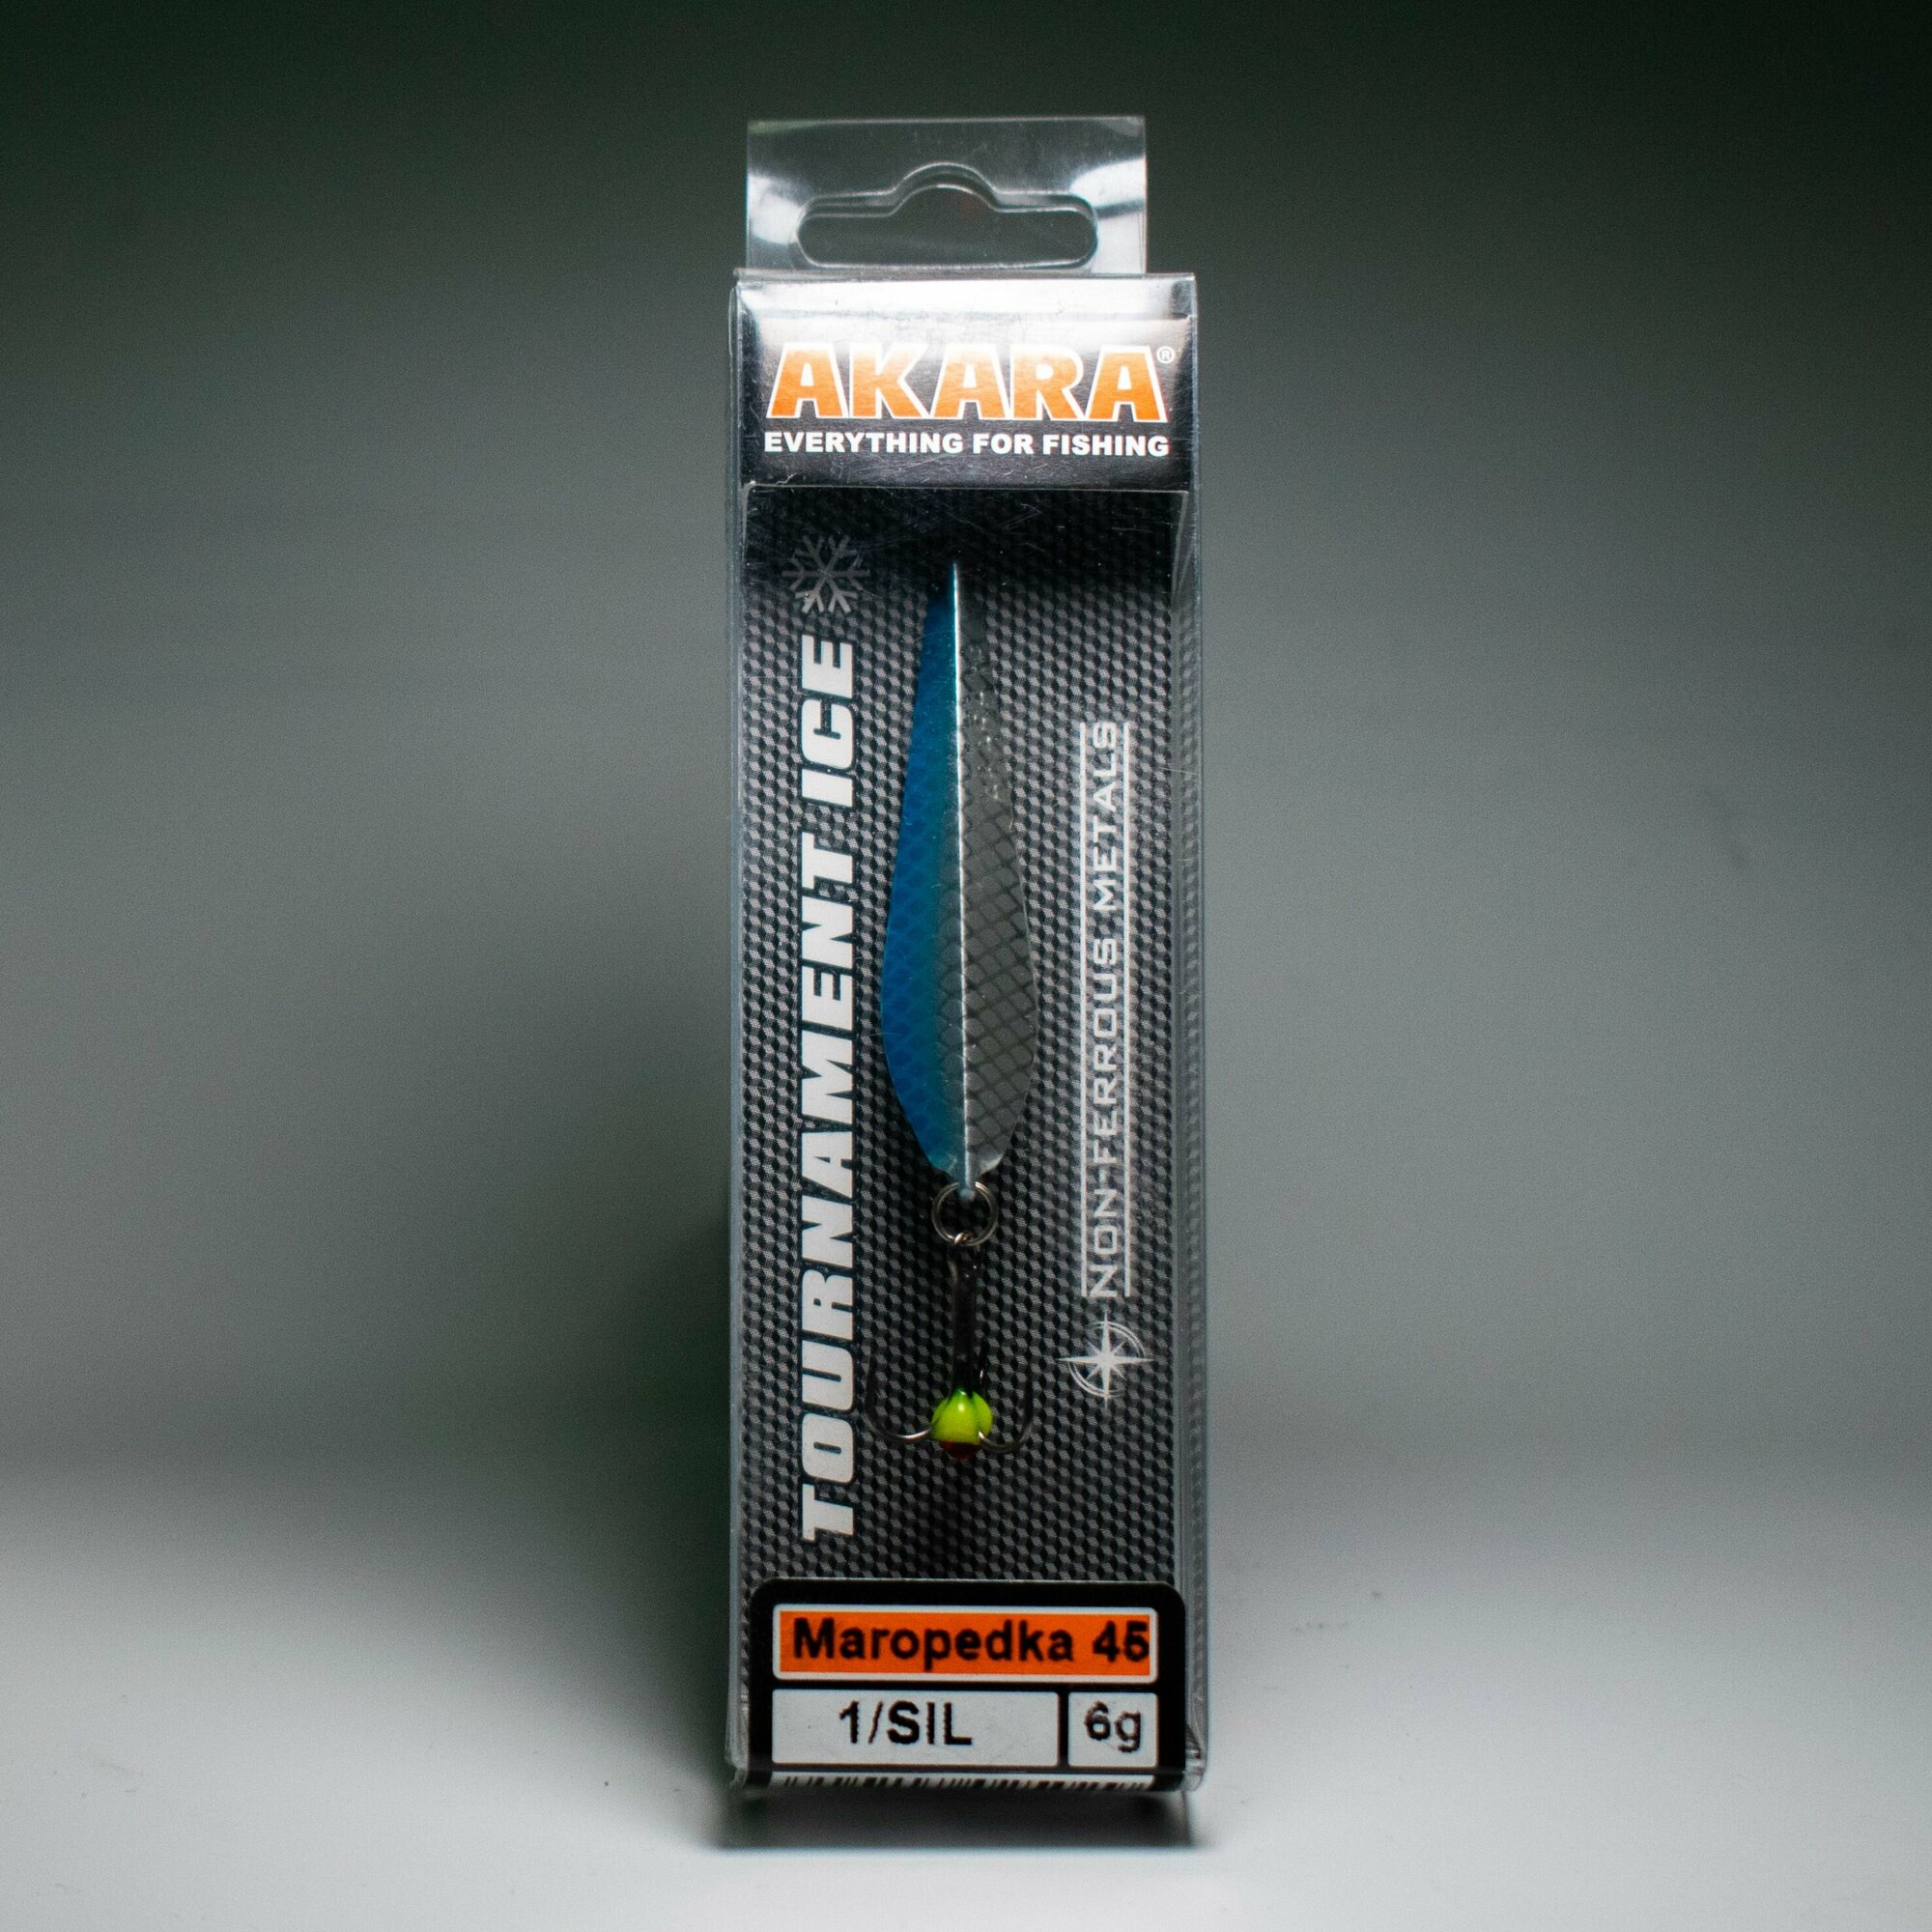 AKARA®
EVERYTHING FOR FISHING
TOURNAMENT ICE
NON-FERROUS METALS
Maropedka 45
1/SIL
6g